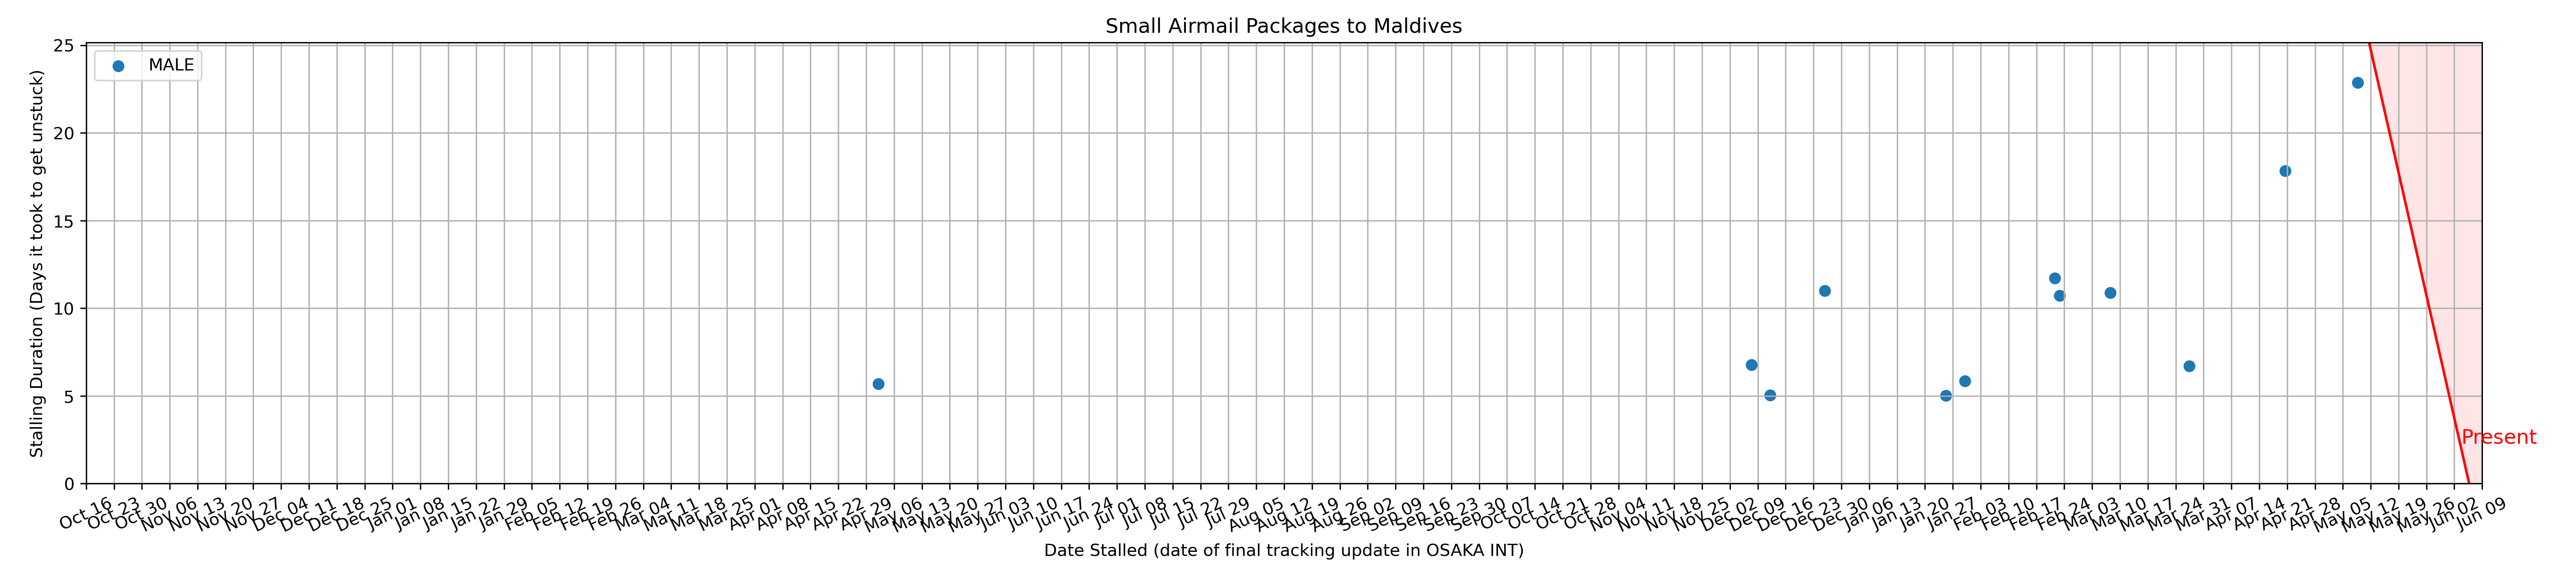 Small Airmail Packages to Maldives
MALE
Stalling Duration (Days it took to get unstuck)
25
20
15
10
5
0
Present
Oct 16
Oct 23
Oct 30
Nov 06
Nov 13
Nov 20
Nov 27
Dec 04
Dec 11
Dec 18
Dec 25
Jan 01
Jan 08
Jan 15
Jan 22
Jan 29
Feb 05
Feb 12
Feb 19
Feb 26
Mar 04
Mar 11
Mar 18
Mar 25
Apr 01
Apr 08
Apr 15
Apr 22
Apr 29
May 06
May 13
May 20
May 27
Jun 03
Jun 10
Jun 17
Jun 24
Jul 01
Jul 08
Jul 15
Jul 22
Jul 29
Aug 05
Aug 12
Aug 19
Aug 26
Sep 02
Sep 09
Sep 16
Sep 23
Sep 30
Oct 07
Oct 14
Oct 21
Oct 28
Nov 04
Nov 11
Nov 18
Nov 25
Dec 02
Dec 09
Dec 16
Dec 23
Dec 30
Jan 06
Jan 13
Jan 20
Jan 27
Feb 03
Feb 10
Feb 17
Feb 24
Mar 03
Mar 10
Mar 17
Mar 24
Mar 31
Apr 07
Apr 14
Apr 21
Apr 28
May 05
May 12
May 19
May 26
Jun 02
Jun 09
Date Stalled (date of final tracking update in OSAKA INT)